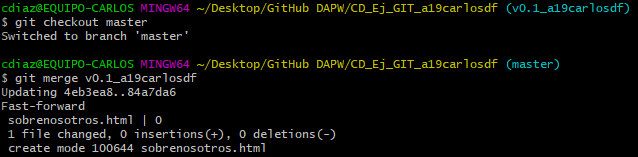 cdiaz@EQUIPO-CARLOS MINGW64 ~/Desktop/GitHub DAPW/CD_Ej_GIT_a19carlosdf (v0.1_a19carlosdf)
$ git checkout master
Switched to branch 'master'
cdiaz@EQUIPO-CARLOS MINGW64 ~/Desktop/GitHub DAPW/CD_Ej_GIT_a19carlosdf (master)
$ git merge v0.1_a19carlosdf
Updating 4eb3ea8..84a7da6
Fast-forward
 sobrenosotros.html | 0
 1 file changed, 0 insertions(+), 0 deletions(-)
 create mode 100644 sobrenosotros.html